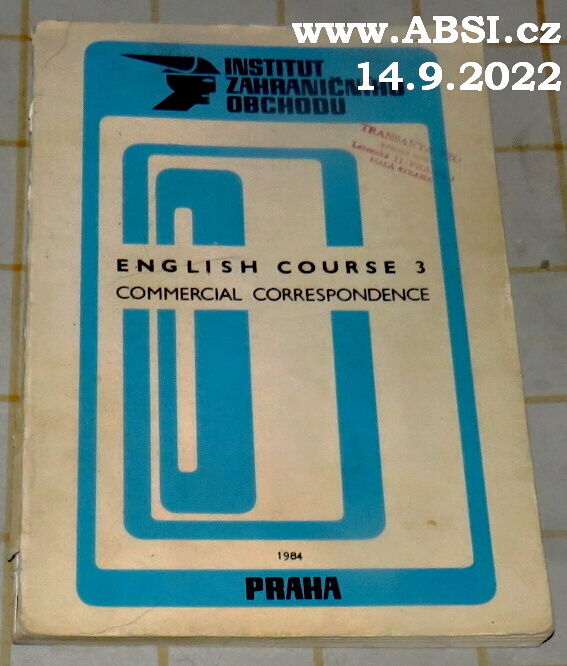 www.ABSI.cz
14.9.2022
INSTITUT
ZAHRANIČNÍHO
OBCHODU
ENGLISH COURSE 3
COMMERCIAL CORRESPONDENCE
1984
PRAHA